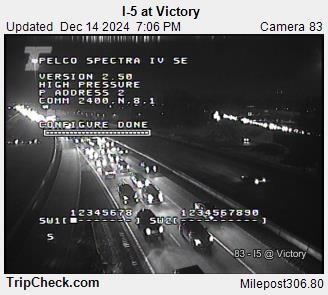 I-5 at Victory
Updated Dec 14 2024 7:06 PM Camera 83
PELCO SPECTRA IV SE
VERSION 2.50
HIGH PRESSURE
P ADDRESS 2
COMM 2400.N.8.1
CONFIGURE DONE
12345678 1234567890
SW1[ ] SW2[ ]
S
83 - I5 @ Victory
TripCheck.com Milepost306.80